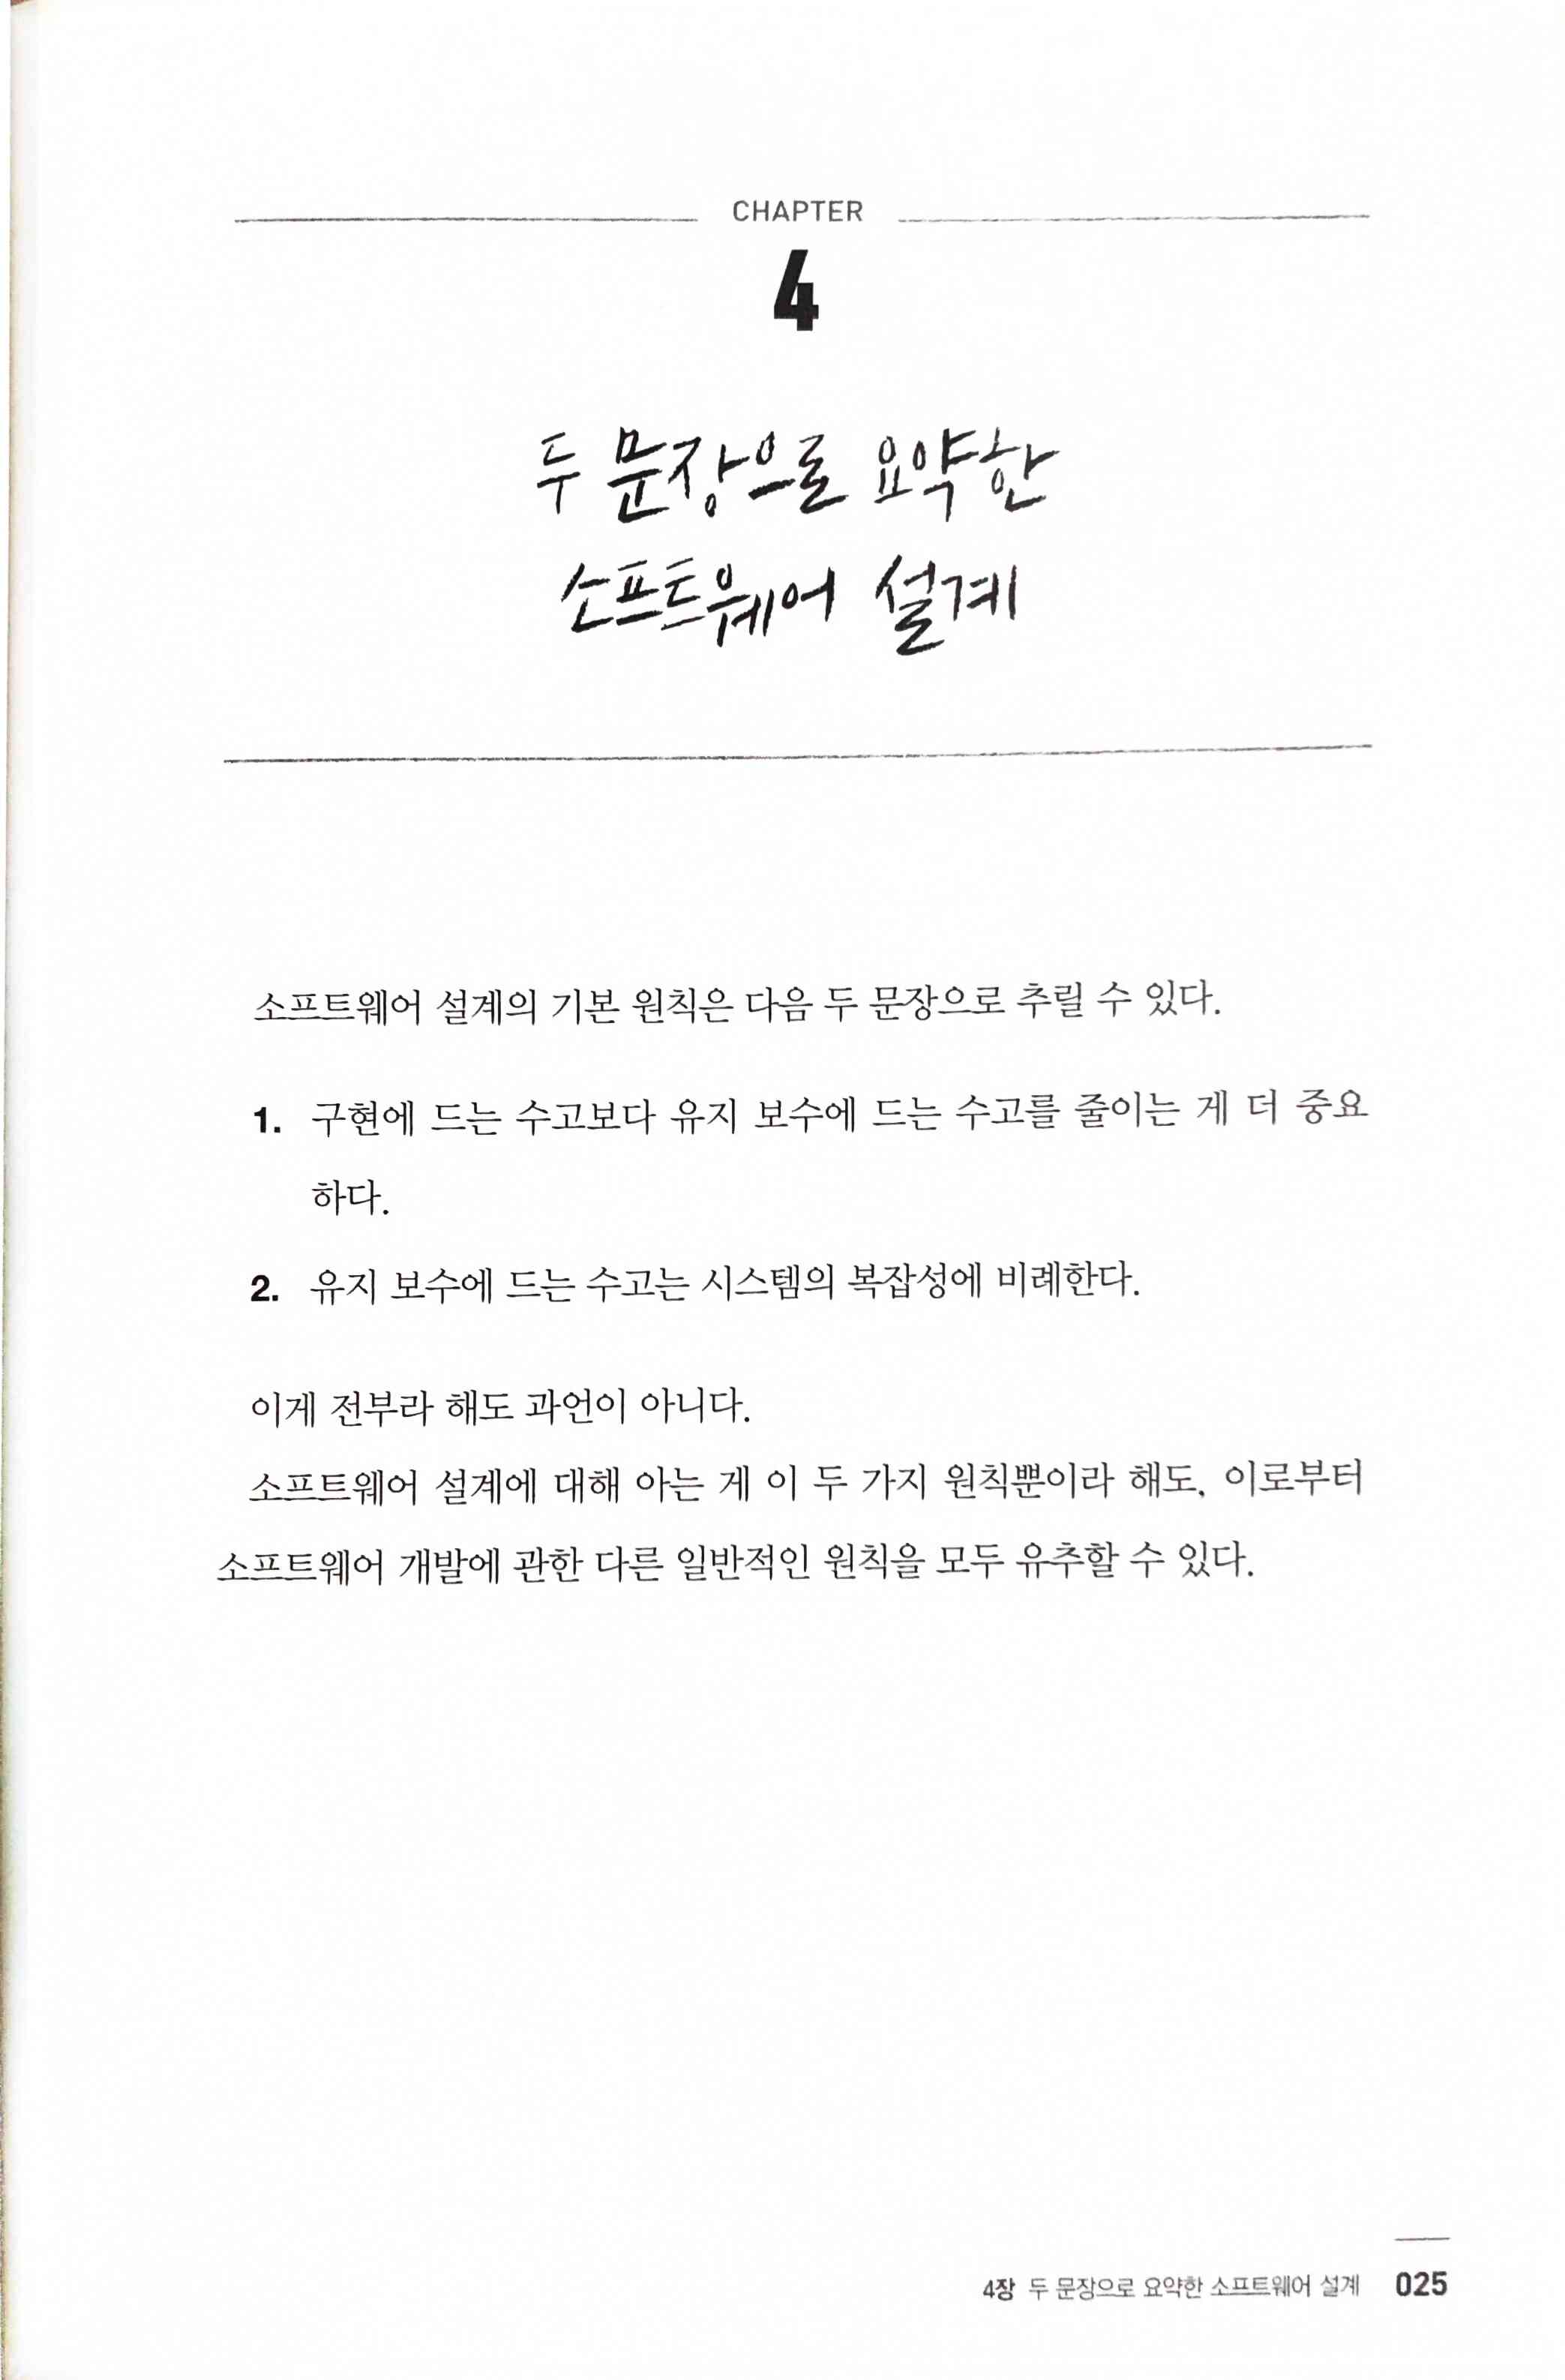 CHAPTER
4
두 문장으로 요약한
소프트웨어 설계
소프트웨어 설계의 기본 원칙은 다음 두 문장으로 추릴 수 있다.
1. 구현에 드는 수고보다 유지 보수에 드는 수고를 줄이는 게 더 중요
하다.
2. 유지 보수에 드는 수고는 시스템의 복잡성에 비례한다.
이게 전부라 해도 과언이 아니다.
소프트웨어 설계에 대해 아는 게 이 두 가지 원칙뿐이라 해도, 이로부터
소프트웨어 개발에 관한 다른 일반적인 원칙을 모두 유추할 수 있다.
4장 두 문장으로 요약한 소프트웨어 설계 025